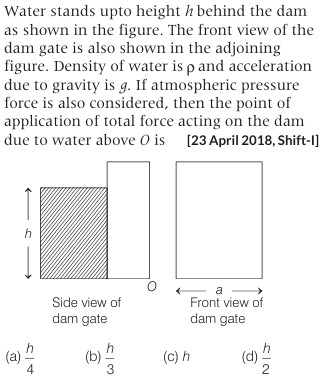 Water stands upto height h behind the dam
as shown in the figure. The front view of the
dam gate is also shown in the adjoining
figure. Density of water is ρ and acceleration
due to gravity is g. If atmospheric pressure
force is also considered, then the point of
application of total force acting on the dam
due to water above O is [23 April 2018, Shift-I]
h
O
a
Side view of
dam gate
Front view of
dam gate
(a) h/4 (b) h/3 (c) h (d) h/2